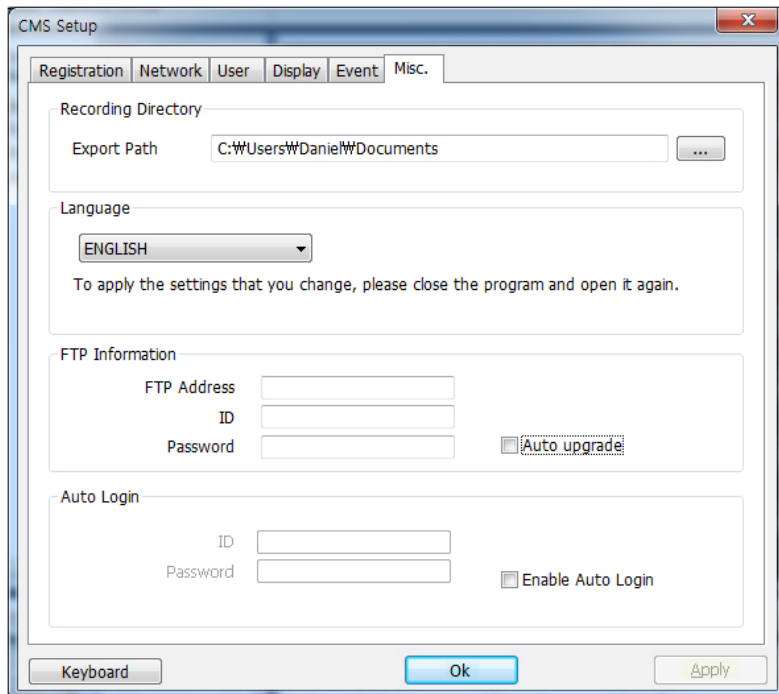 CMS Setup
Registration Network User Display Event Misc.
Recording Directory
Export Path C:₩Users₩Daniel₩Documents ...
Language
ENGLISH
To apply the settings that you change, please close the program and open it again.
FTP Information
FTP Address
ID
Password Auto upgrade
Auto Login
ID
Password Enable Auto Login
Keyboard Ok Apply